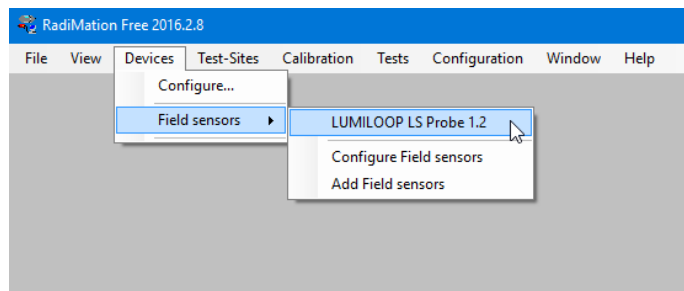 RadiMation Free 2016.2.8
File View Devices Test-Sites Calibration Tests Configuration Window Help
Configure...
Field sensors
LUMILOOP LS Probe 1.2
Configure Field sensors
Add Field sensors